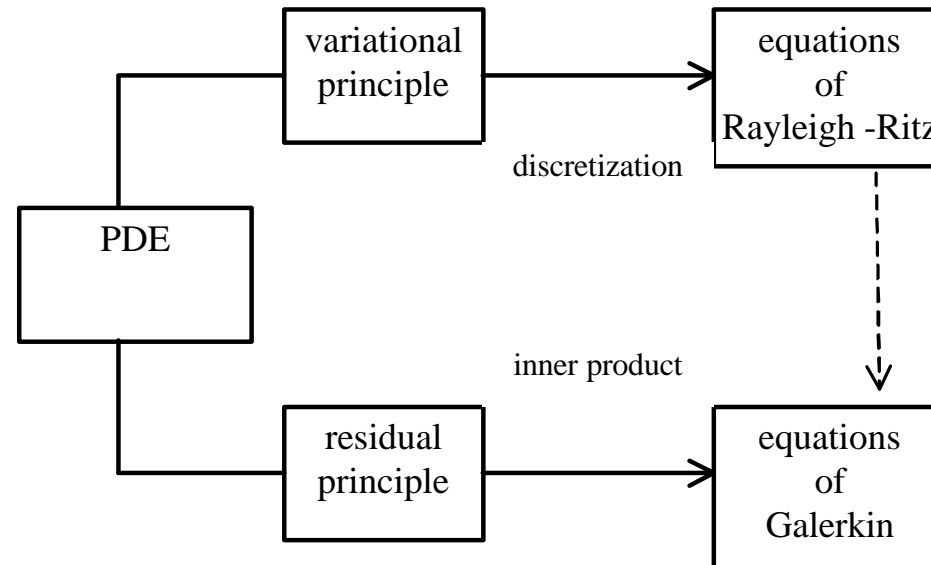 variational
principle
equations
of
Rayleigh -Ritz
discretization
PDE
inner product
residual
principle
equations
of
Galerkin